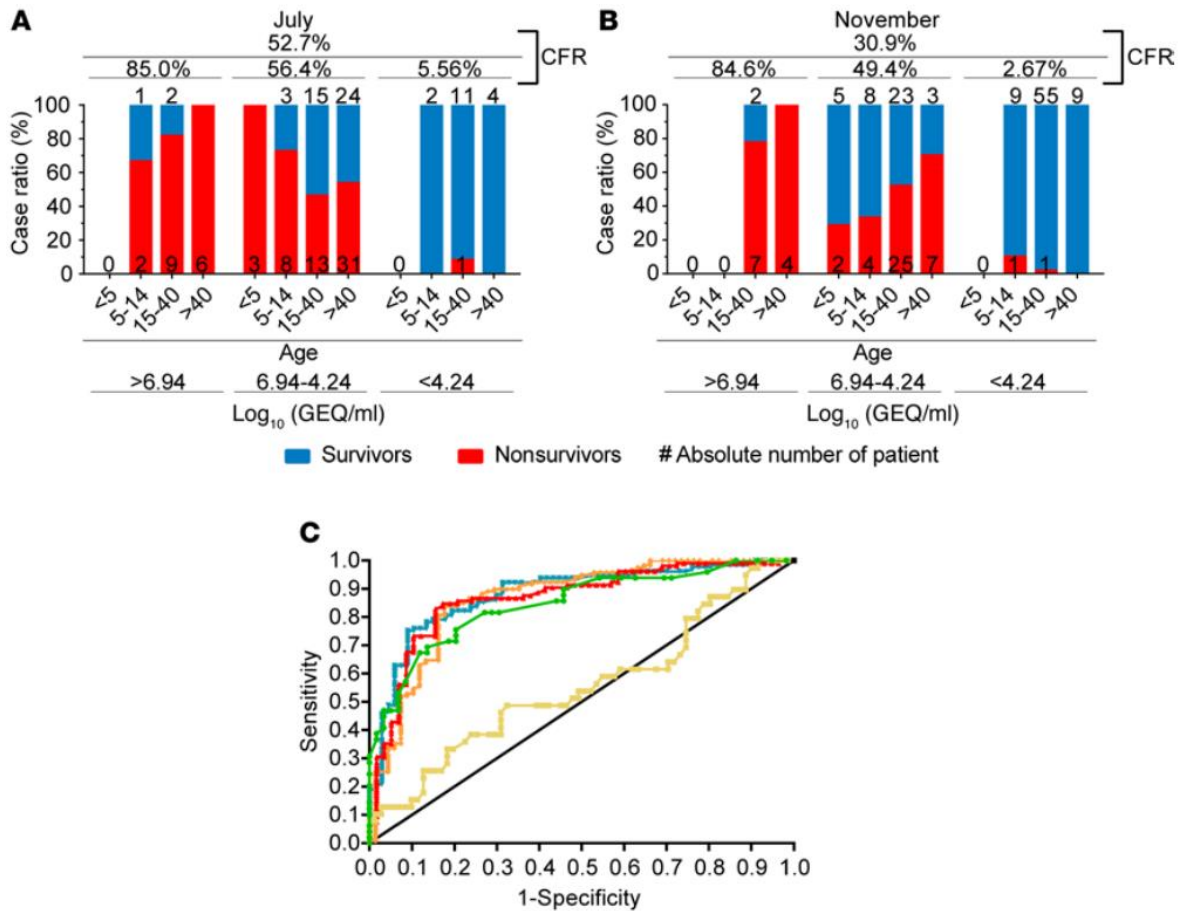 A
July
52.7%
85.0% 56.4% 5.56%
CFR
1 2 3 15 24 2 11 4
Case ratio (%)
100
80
60
40
20
0
0 2 9 6 3 8 13 31 0 1
<5 5-14 15-40 >40 <5 5-14 15-40 >40 <5 5-14 15-40 >40
Age
>6.94 6.94-4.24 <4.24
Log10 (GEQ/ml)
B
November
30.9%
84.6% 49.4% 2.67%
CFR
2 5 8 23 3 9 55 9
Case ratio (%)
100
80
60
40
20
0
0 0 7 4 2 4 25 7 0 1 1
<5 5-14 15-40 >40 <5 5-14 15-40 >40 <5 5-14 15-40 >40
Age
>6.94 6.94-4.24 <4.24
Log10 (GEQ/ml)
Survivors Nonsurvivors # Absolute number of patient
C
Sensitivity
1.0
0.9
0.8
0.7
0.6
0.5
0.4
0.3
0.2
0.1
0.0
0.0 0.1 0.2 0.3 0.4 0.5 0.6 0.7 0.8 0.9 1.0
1-Specificity